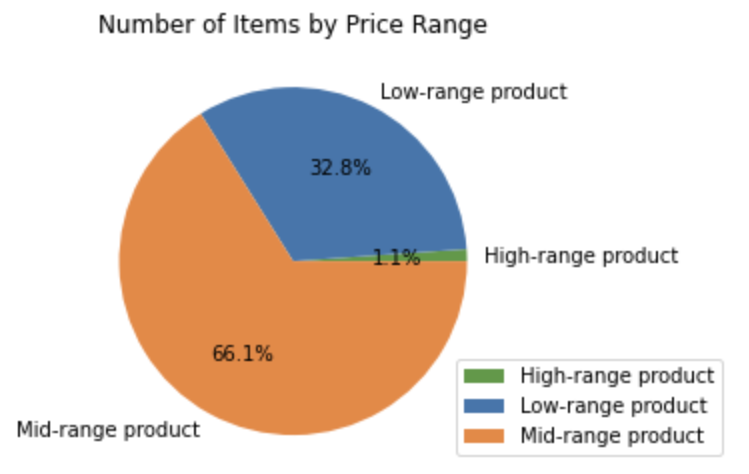 Number of Items by Price Range
Low-range product
32.8%
1.1%
High-range product
66.1%
Mid-range product
High-range product
Low-range product
Mid-range product